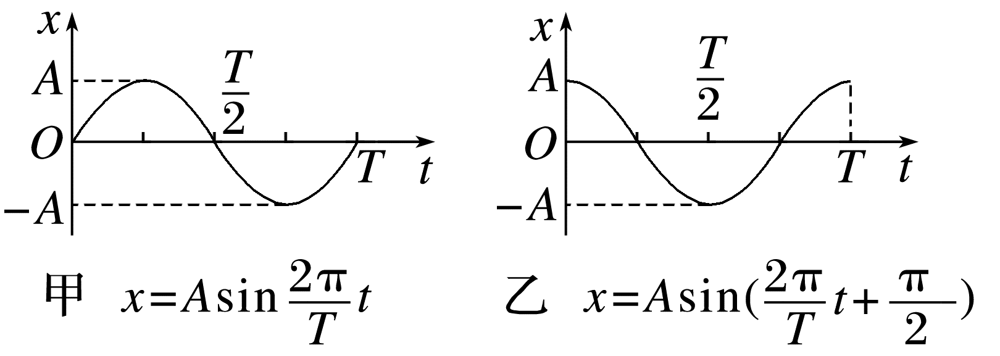 x
A
T/2
O
T
t
−A
甲 x=Asin 2π/T t
x
A
T/2
O
T
t
−A
乙 x=Asin(2π/T t+π/2)